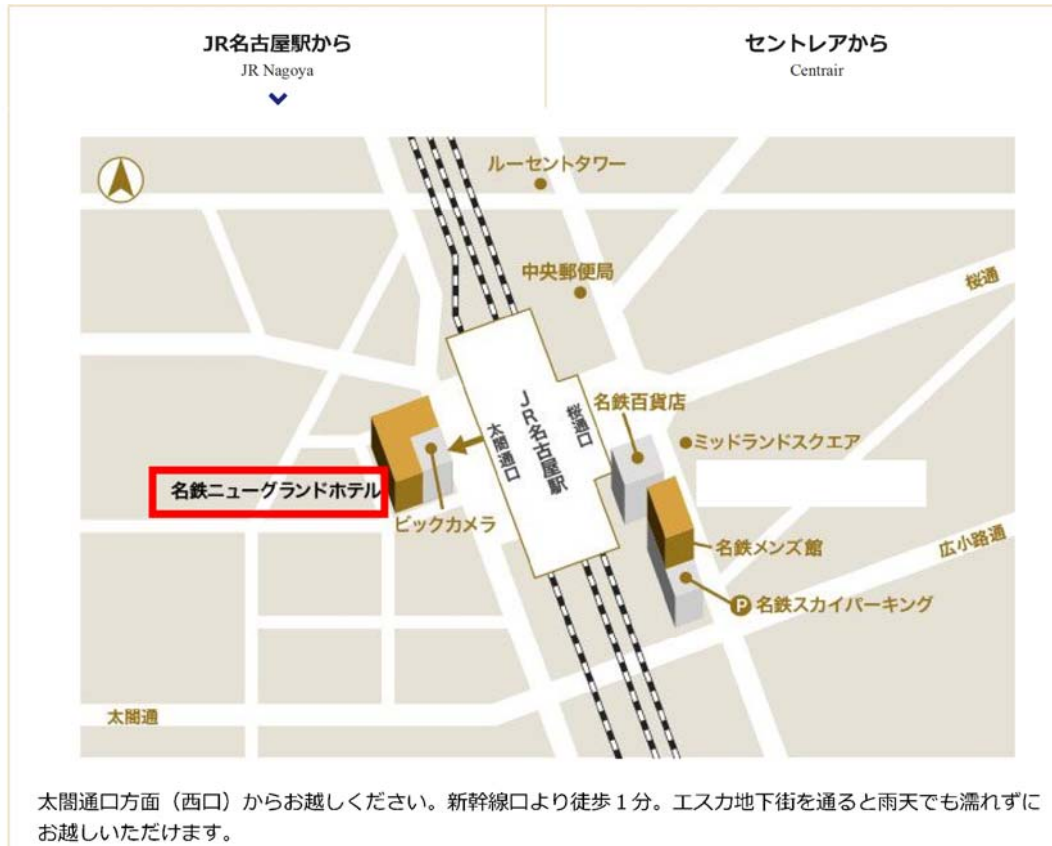 JR名古屋駅から
JR Nagoya
セントレアから
Centrair
ルーセントタワー
中央郵便局
桜通
JR名古屋駅
太閤通口
桜通口
名鉄百貨店
ミッドランドスクエア
名鉄ニューグランドホテル
ビックカメラ
名鉄メンズ館
広小路通
P 名鉄スカイパーキング
太閤通
太閤通口方面（西口）からお越しください。新幹線口より徒歩１分。エスカ地下街を通ると雨天でも濡れずに
お越しいただけます。